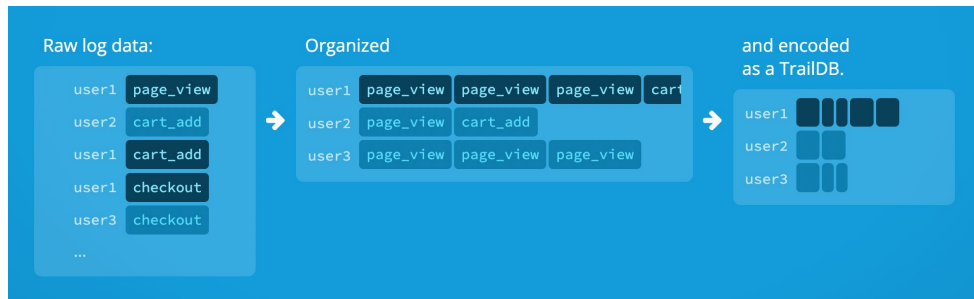 Raw log data:
user1 page_view
user2 cart_add
user1 cart_add
user1 checkout
user3 checkout
...
Organized
user1 page_view page_view page_view cart
user2 page_view cart_add
user3 page_view page_view page_view
and encoded
as a TrailDB.
user1
user2
user3